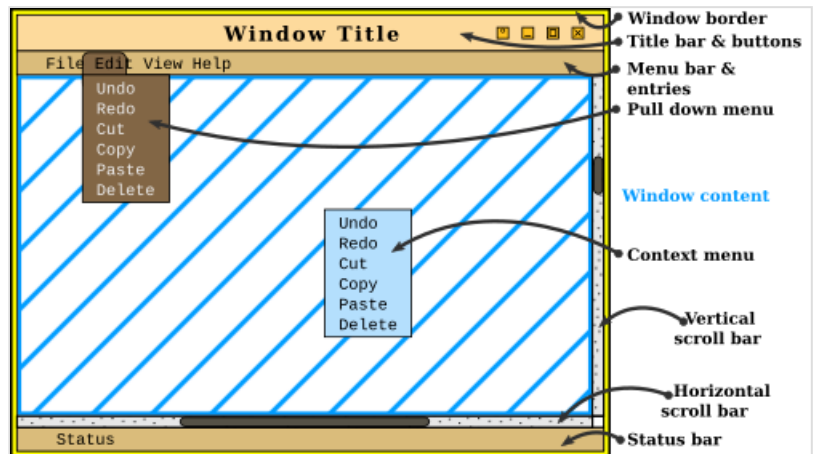 Window Title
File Edit View Help
Undo
Redo
Cut
Copy
Paste
Delete
Undo
Redo
Cut
Copy
Paste
Delete
Status
Window border
Title bar & buttons
Menu bar &
entries
Pull down menu
Window content
Context menu
Vertical
scroll bar
Horizontal
scroll bar
Status bar